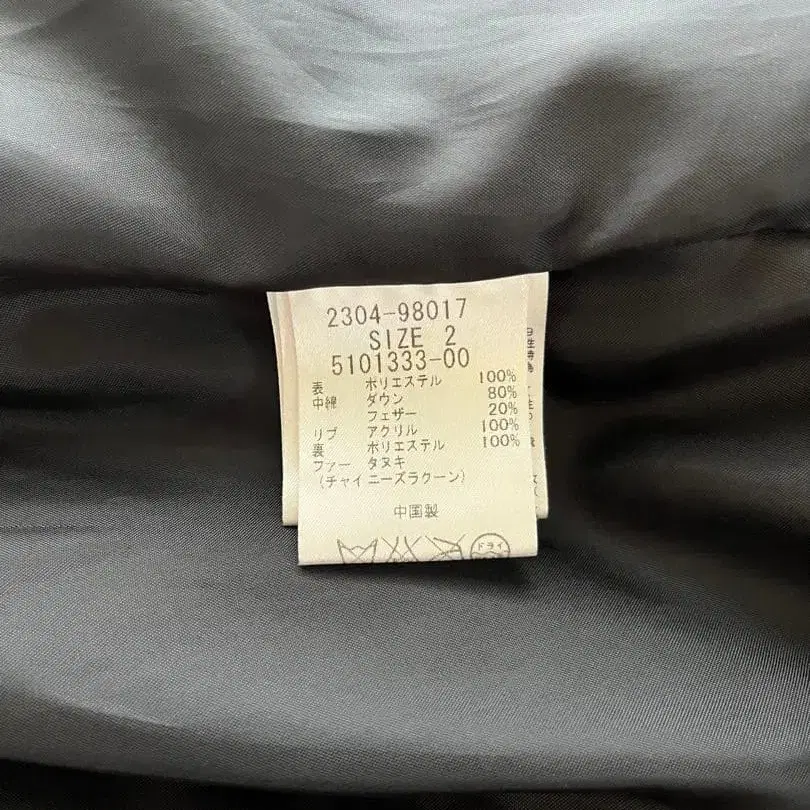 2304-98017
SIZE 2
5101333-00
表 ポリエステル 100%
中綿 ダウン 80%
フェザー 20%
リブ アクリル 100%
裏 ポリエステル 100%
ファー タヌキ
(チャイニーズラクーン)
中国製
ドライ